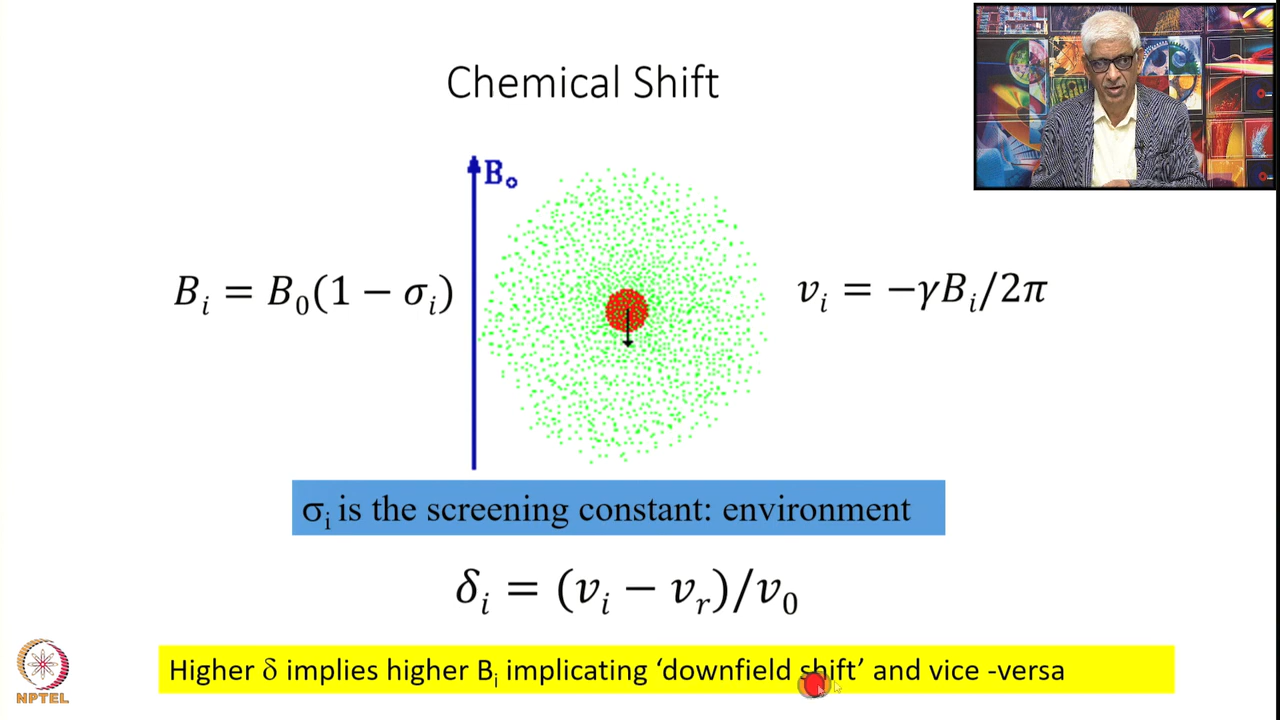 Chemical Shift
B₀
Bᵢ = B₀(1 − σᵢ)
νᵢ = −γBᵢ/2π
σᵢ is the screening constant: environment
δᵢ = (νᵢ − νᵣ)/ν₀
Higher δ implies higher Bᵢ implicating ‘downfield shift’ and vice -versa
NPTEL